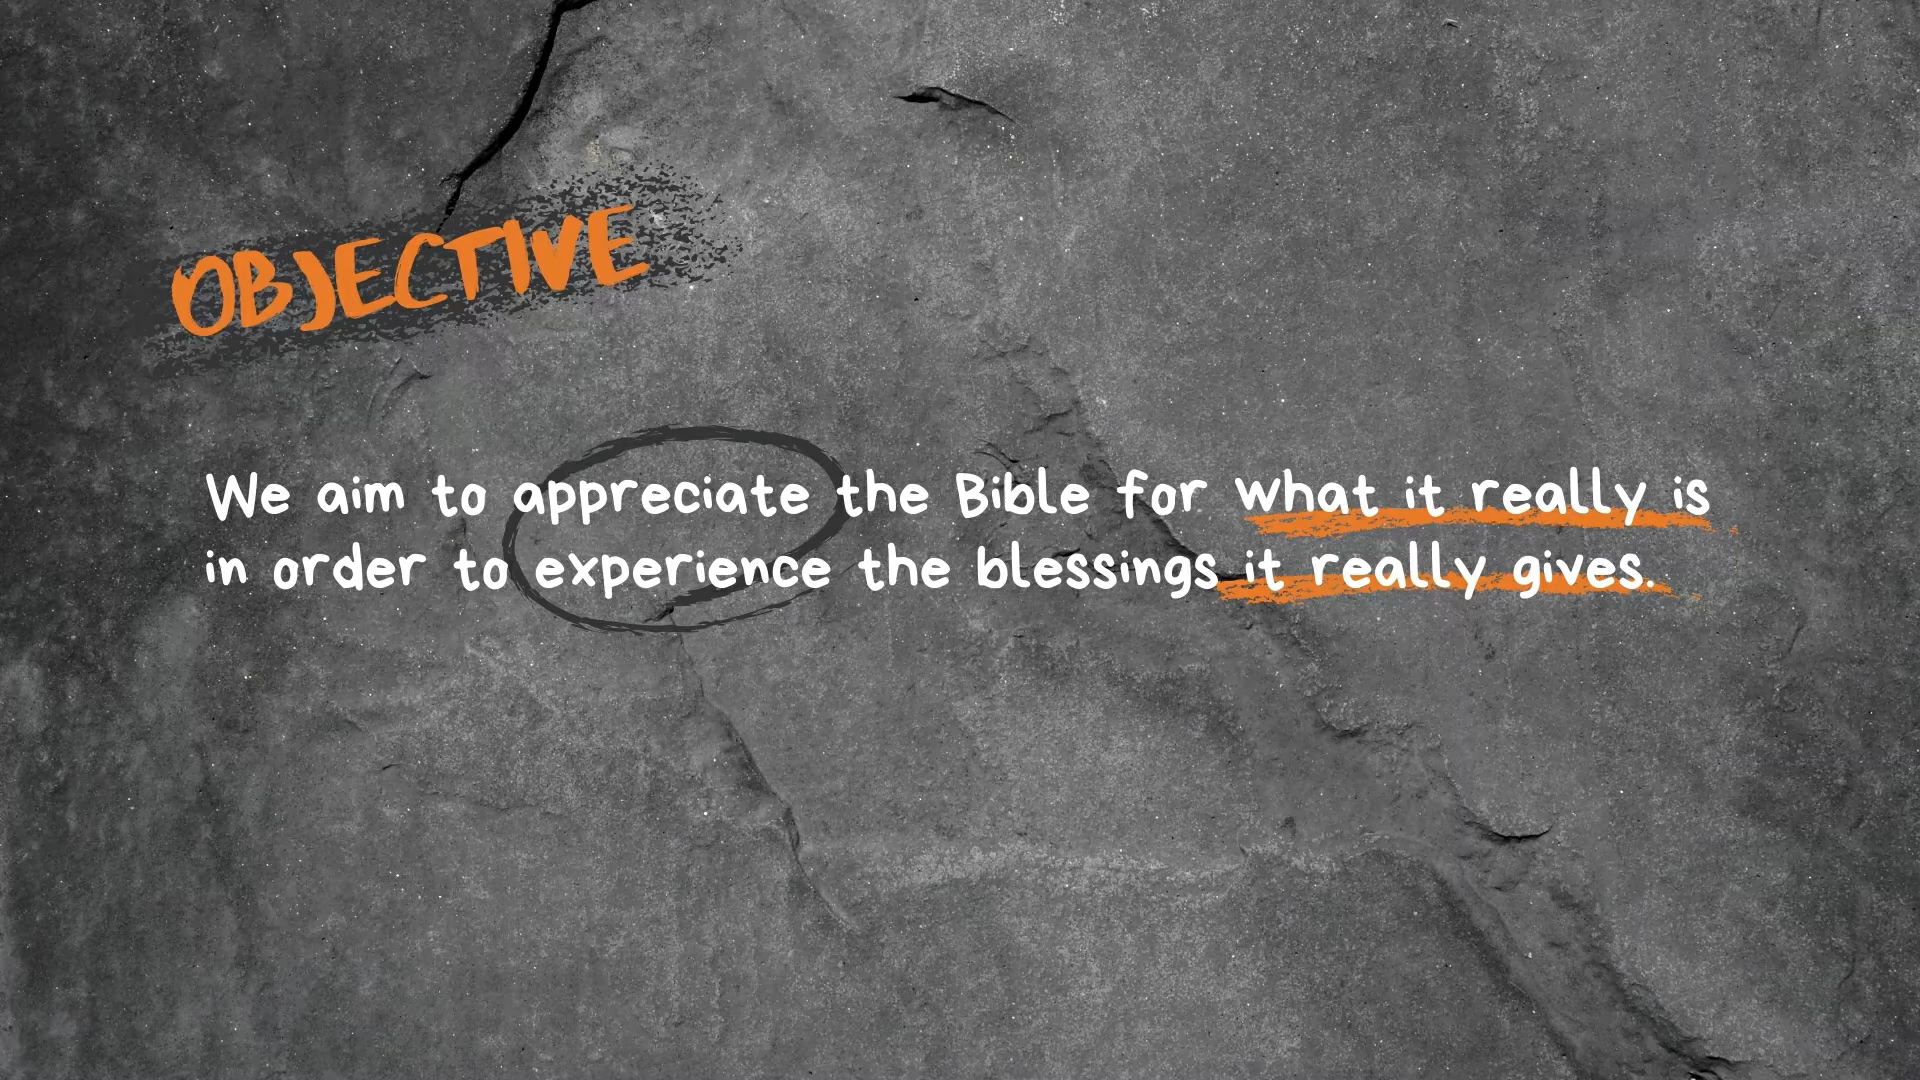 OBJECTIVE
We aim to appreciate the Bible for what it really is
in order to experience the blessings it really gives.